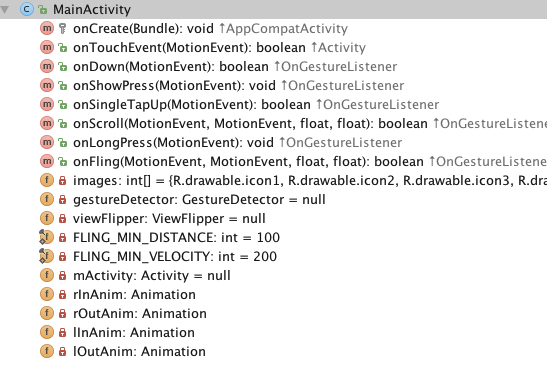 MainActivity
onCreate(Bundle): void ↑AppCompatActivity
onTouchEvent(MotionEvent): boolean ↑Activity
onDown(MotionEvent): boolean ↑OnGestureListener
onShowPress(MotionEvent): void ↑OnGestureListener
onSingleTapUp(MotionEvent): boolean ↑OnGestureListener
onScroll(MotionEvent, MotionEvent, float, float): boolean ↑OnGestureListene
onLongPress(MotionEvent): void ↑OnGestureListener
onFling(MotionEvent, MotionEvent, float, float): boolean ↑OnGestureListene
images: int[] = {R.drawable.icon1, R.drawable.icon2, R.drawable.icon3, R.dra
gestureDetector: GestureDetector = null
viewFlipper: ViewFlipper = null
FLING_MIN_DISTANCE: int = 100
FLING_MIN_VELOCITY: int = 200
mActivity: Activity = null
rInAnim: Animation
rOutAnim: Animation
lInAnim: Animation
lOutAnim: Animation